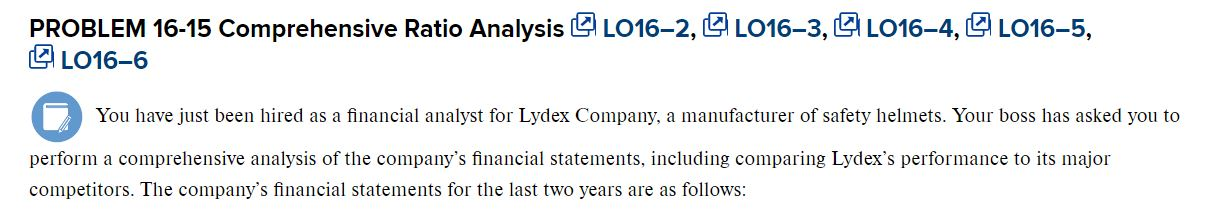 PROBLEM 16-15 Comprehensive Ratio Analysis LO16–2, LO16–3, LO16–4, LO16–5,
LO16–6
You have just been hired as a financial analyst for Lydex Company, a manufacturer of safety helmets. Your boss has asked you to
perform a comprehensive analysis of the company’s financial statements, including comparing Lydex’s performance to its major
competitors. The company’s financial statements for the last two years are as follows: